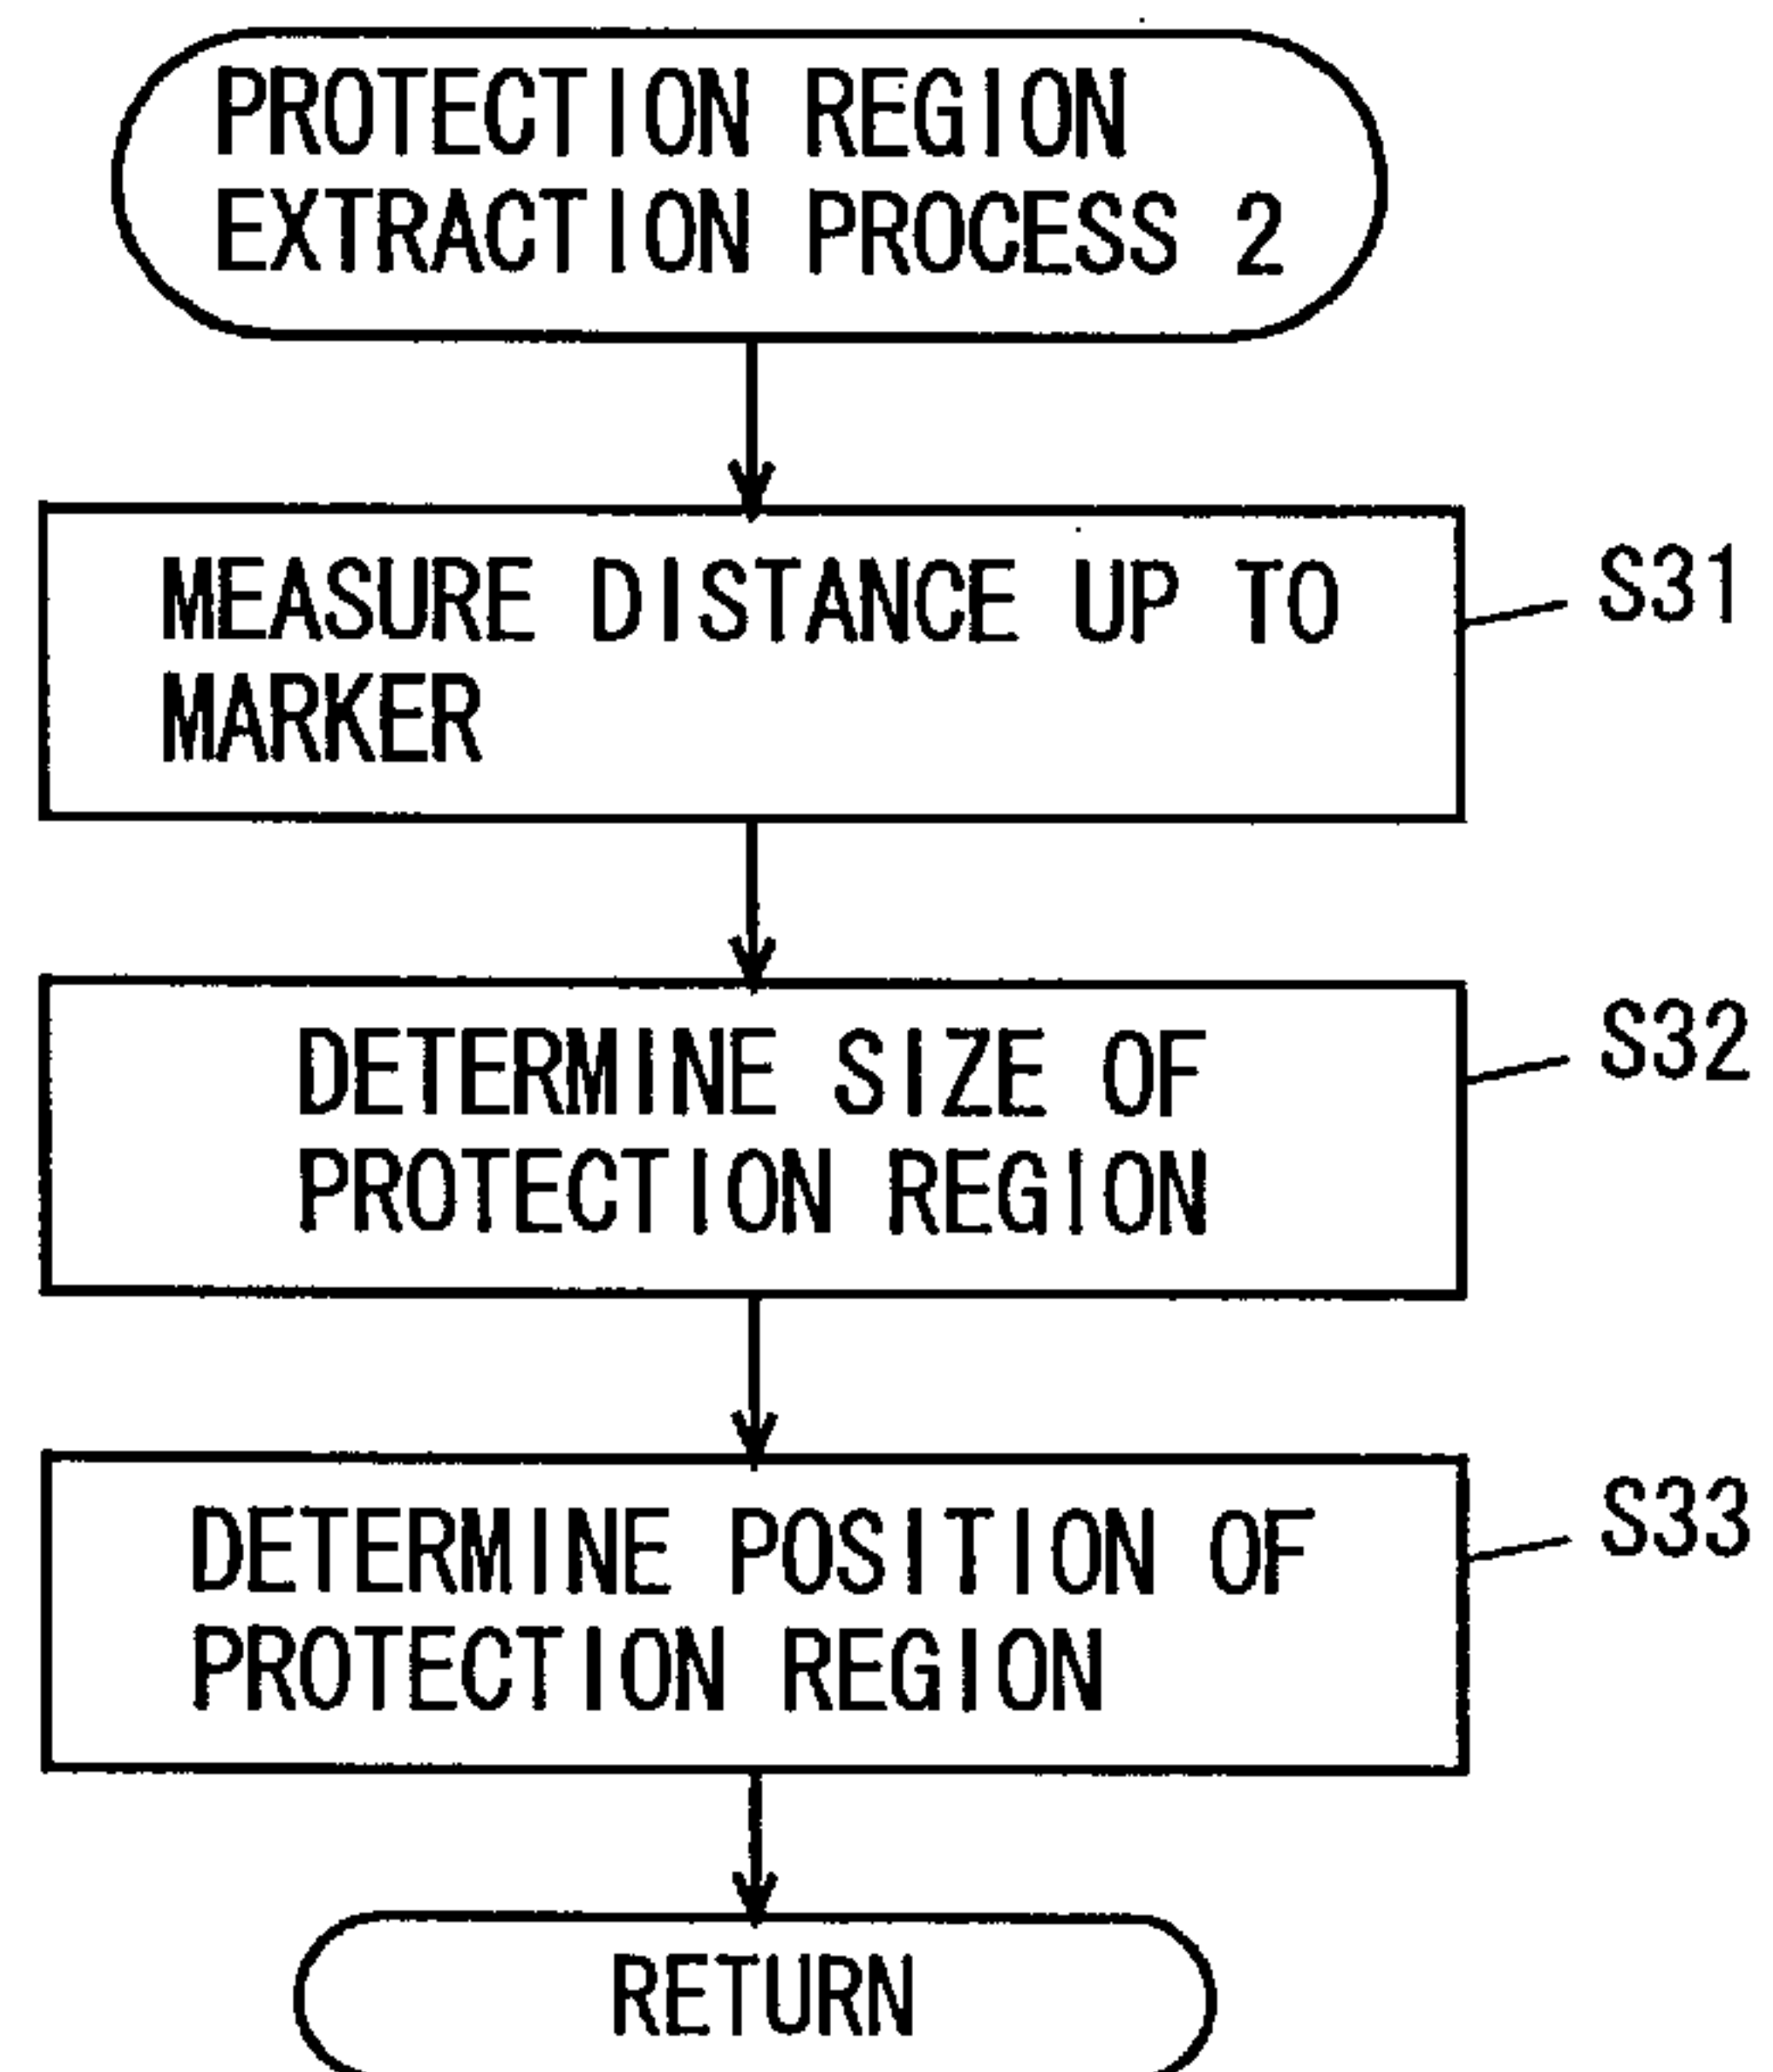 PROTECTION REGION
EXTRACTION PROCESS 2
MEASURE DISTANCE UP TO
MARKER
S31
DETERMINE SIZE OF
PROTECTION REGION
S32
DETERMINE POSITION OF
PROTECTION REGION
S33
RETURN